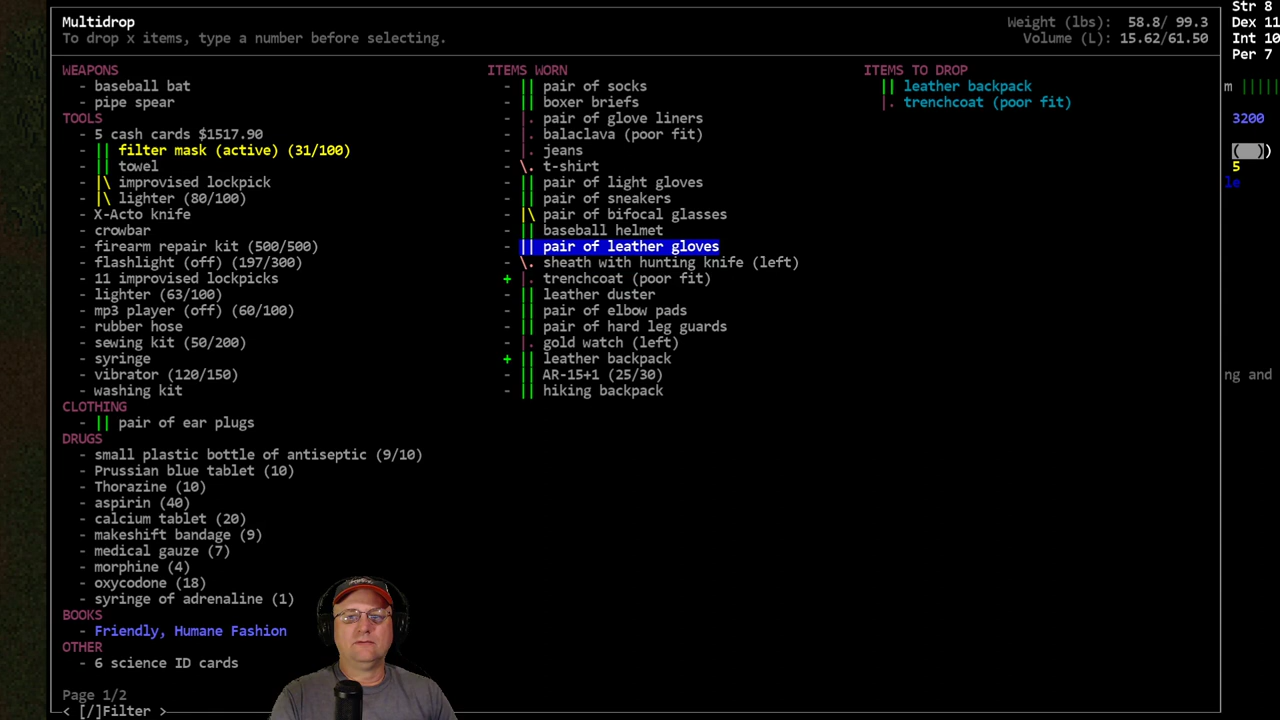 Multidrop
To drop x items, type a number before selecting.
Weight (lbs): 58.8/ 99.3
Volume (L): 15.62/61.50
WEAPONS
- baseball bat
- pipe spear
TOOLS
- 5 cash cards $1517.90
- || filter mask (active) (31/100)
- || towel
- |\ improvised lockpick
- |\ lighter (80/100)
- X-Acto knife
- crowbar
- firearm repair kit (500/500)
- flashlight (off) (197/300)
- 11 improvised lockpicks
- lighter (63/100)
- mp3 player (off) (60/100)
- rubber hose
- sewing kit (50/200)
- syringe
- vibrator (120/150)
- washing kit
CLOTHING
- || pair of ear plugs
DRUGS
- small plastic bottle of antiseptic (9/10)
- Prussian blue tablet (10)
- Thorazine (10)
- aspirin (40)
- calcium tablet (20)
- makeshift bandage (9)
- medical gauze (7)
- morphine (4)
- oxycodone (18)
- syringe of adrenaline (1)
BOOKS
- Friendly, Humane Fashion
OTHER
- 6 science ID cards
Page 1/2
< [/]Filter >
ITEMS WORN
- || pair of socks
- || boxer briefs
- |. pair of glove liners
- |. balaclava (poor fit)
- |. jeans
- \. t-shirt
- || pair of light gloves
- || pair of sneakers
- |\ pair of bifocal glasses
- || baseball helmet
- || pair of leather gloves
- \. sheath with hunting knife (left)
+ |. trenchcoat (poor fit)
- || leather duster
- || pair of elbow pads
- || pair of hard leg guards
- |. gold watch (left)
+ || leather backpack
- || AR-15+1 (25/30)
- || hiking backpack
ITEMS TO DROP
|| leather backpack
|. trenchcoat (poor fit)
Str 8
Dex 11
Int 10
Per 7
m |||||
3200
( ))
5
le
ng and